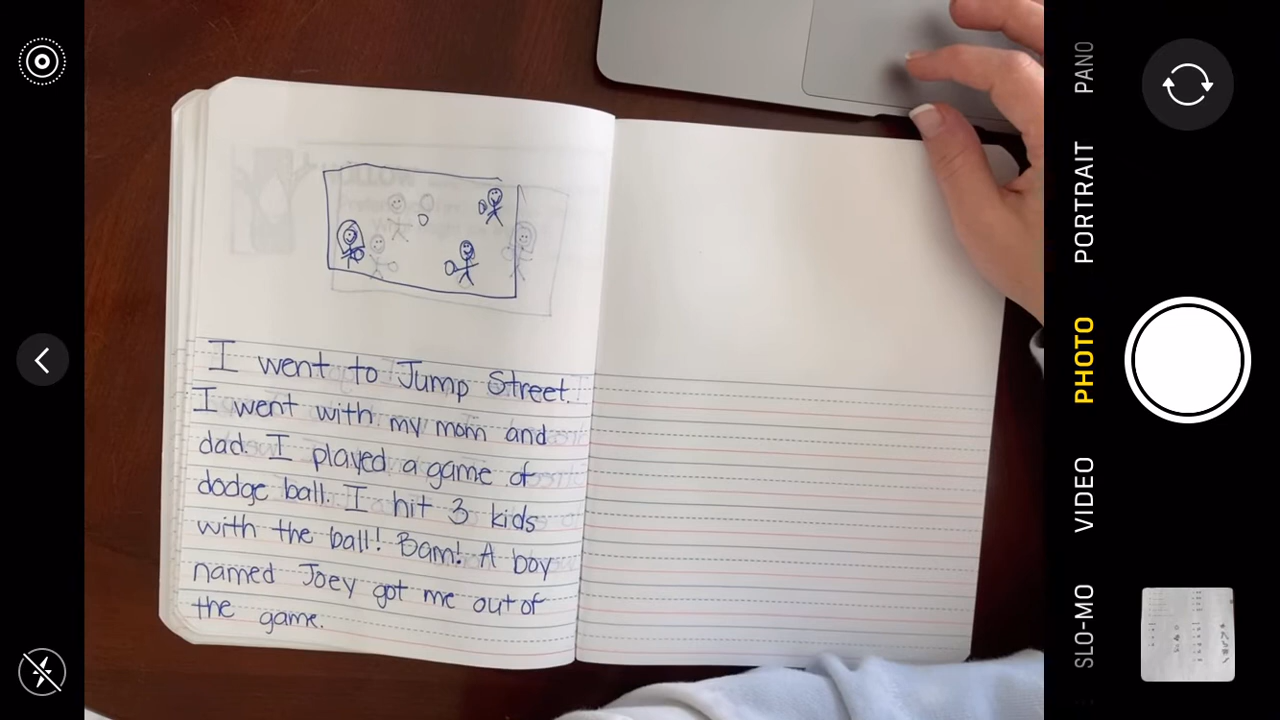 I went to Jump Street.
I went with my mom and
dad. I played a game of
dodge ball. I hit 3 kids
with the ball! Bam! A boy
named Joey got me out of
the game.
PANO
PORTRAIT
PHOTO
VIDEO
SLO-MO